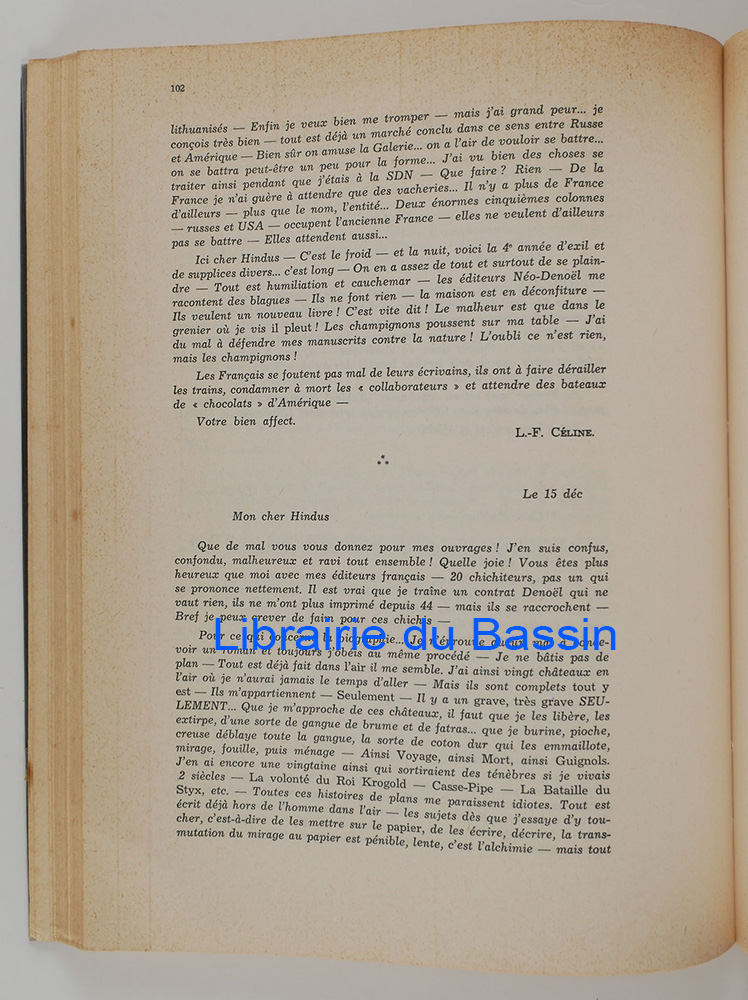 102
lithuanisés — Enfin je veux bien me tromper — mais j'ai grand peur... je
conçois très bien — tout est déjà un marché conclu dans ce sens entre Russe
et Amérique — Bien sûr on amuse la Galerie... on a l'air de vouloir se battre...
on se battra peut-être un peu pour la forme... J'ai vu bien des choses se
traiter ainsi pendant que j'étais à la SDN — Que faire ? Rien — De la
France je n'ai guère à attendre que des vacheries... Il n'y a plus de France
d'ailleurs — plus que le nom, l'entité... Deux énormes cinquièmes colonnes
— russes et USA — occupent l'ancienne France — elles ne veulent d'ailleurs
pas se battre — Elles attendent aussi...
Ici cher Hindus — C'est le froid — et la nuit, voici la 4e année d'exil et
de supplices divers... c'est long — On en a assez de tout et surtout de se plain-
dre — Tout est humiliation et cauchemar — les éditeurs Néo-Denoël me
racontent des blagues — Ils ne font rien — la maison est en déconfiture —
Ils veulent un nouveau livre ! C'est vite dit ! Le malheur est que dans le
grenier où je vis il pleut ! Les champignons poussent sur ma table — J'ai
du mal à défendre mes manuscrits contre la nature ! L'oubli ce n'est rien,
mais les champignons !
Les Français se foutent pas mal de leurs écrivains, ils ont à faire dérailler
les trains, condamner à mort les « collaborateurs » et attendre des bateaux
de « chocolats » d'Amérique —
Votre bien affect.
L.-F. CÉLINE.
Le 15 déc
Mon cher Hindus
Que de mal vous vous donnez pour mes ouvrages ! J'en suis confus,
confondu, malheureux et ravi tout ensemble ! Quelle joie ! Vous êtes plus
heureux que moi avec mes éditeurs français — 20 chichiteurs, pas un qui
se prononce nettement. Il est vrai que je traîne un contrat Denoël qui ne
vaut rien, ils ne m'ont plus imprimé depuis 44 — mais ils se raccrochent —
Bref je peux crever de faim pour ces chichis —
Librairie du Bassin
Pour ce qui concerne la biographie... Je
voir un roman et toujours j'obéis au même procédé — Je ne bâtis pas de
plan — Tout est déjà fait dans l'air il me semble. J'ai ainsi vingt châteaux en
l'air où je n'aurai jamais le temps d'aller — Mais ils sont complets tout y
est — Ils m'appartiennent — Seulement — Il y a un grave, très grave SEU-
LEMENT... Que je m'approche de ces châteaux, il faut que je les libère, les
extirpe, d'une sorte de gangue de brume et de fatras... que je burine, pioche,
creuse déblaye toute la gangue, la sorte de coton dur qui les emmaillote,
mirage, fouille, puis ménage — Ainsi Voyage, ainsi Mort, ainsi Guignols.
J'en ai encore une vingtaine ainsi qui sortiraient des ténèbres si je vivais
2 siècles — La volonté du Roi Krogold — Casse-Pipe — La Bataille du
Styx, etc. — Toutes ces histoires de plans me paraissent idiotes. Tout est
écrit déjà hors de l'homme dans l'air — les sujets dès que j'essaye d'y tou-
cher, c'est-à-dire de les mettre sur le papier, de les écrire, décrire, la trans-
mutation du mirage au papier est pénible, lente, c'est l'alchimie — mais tout